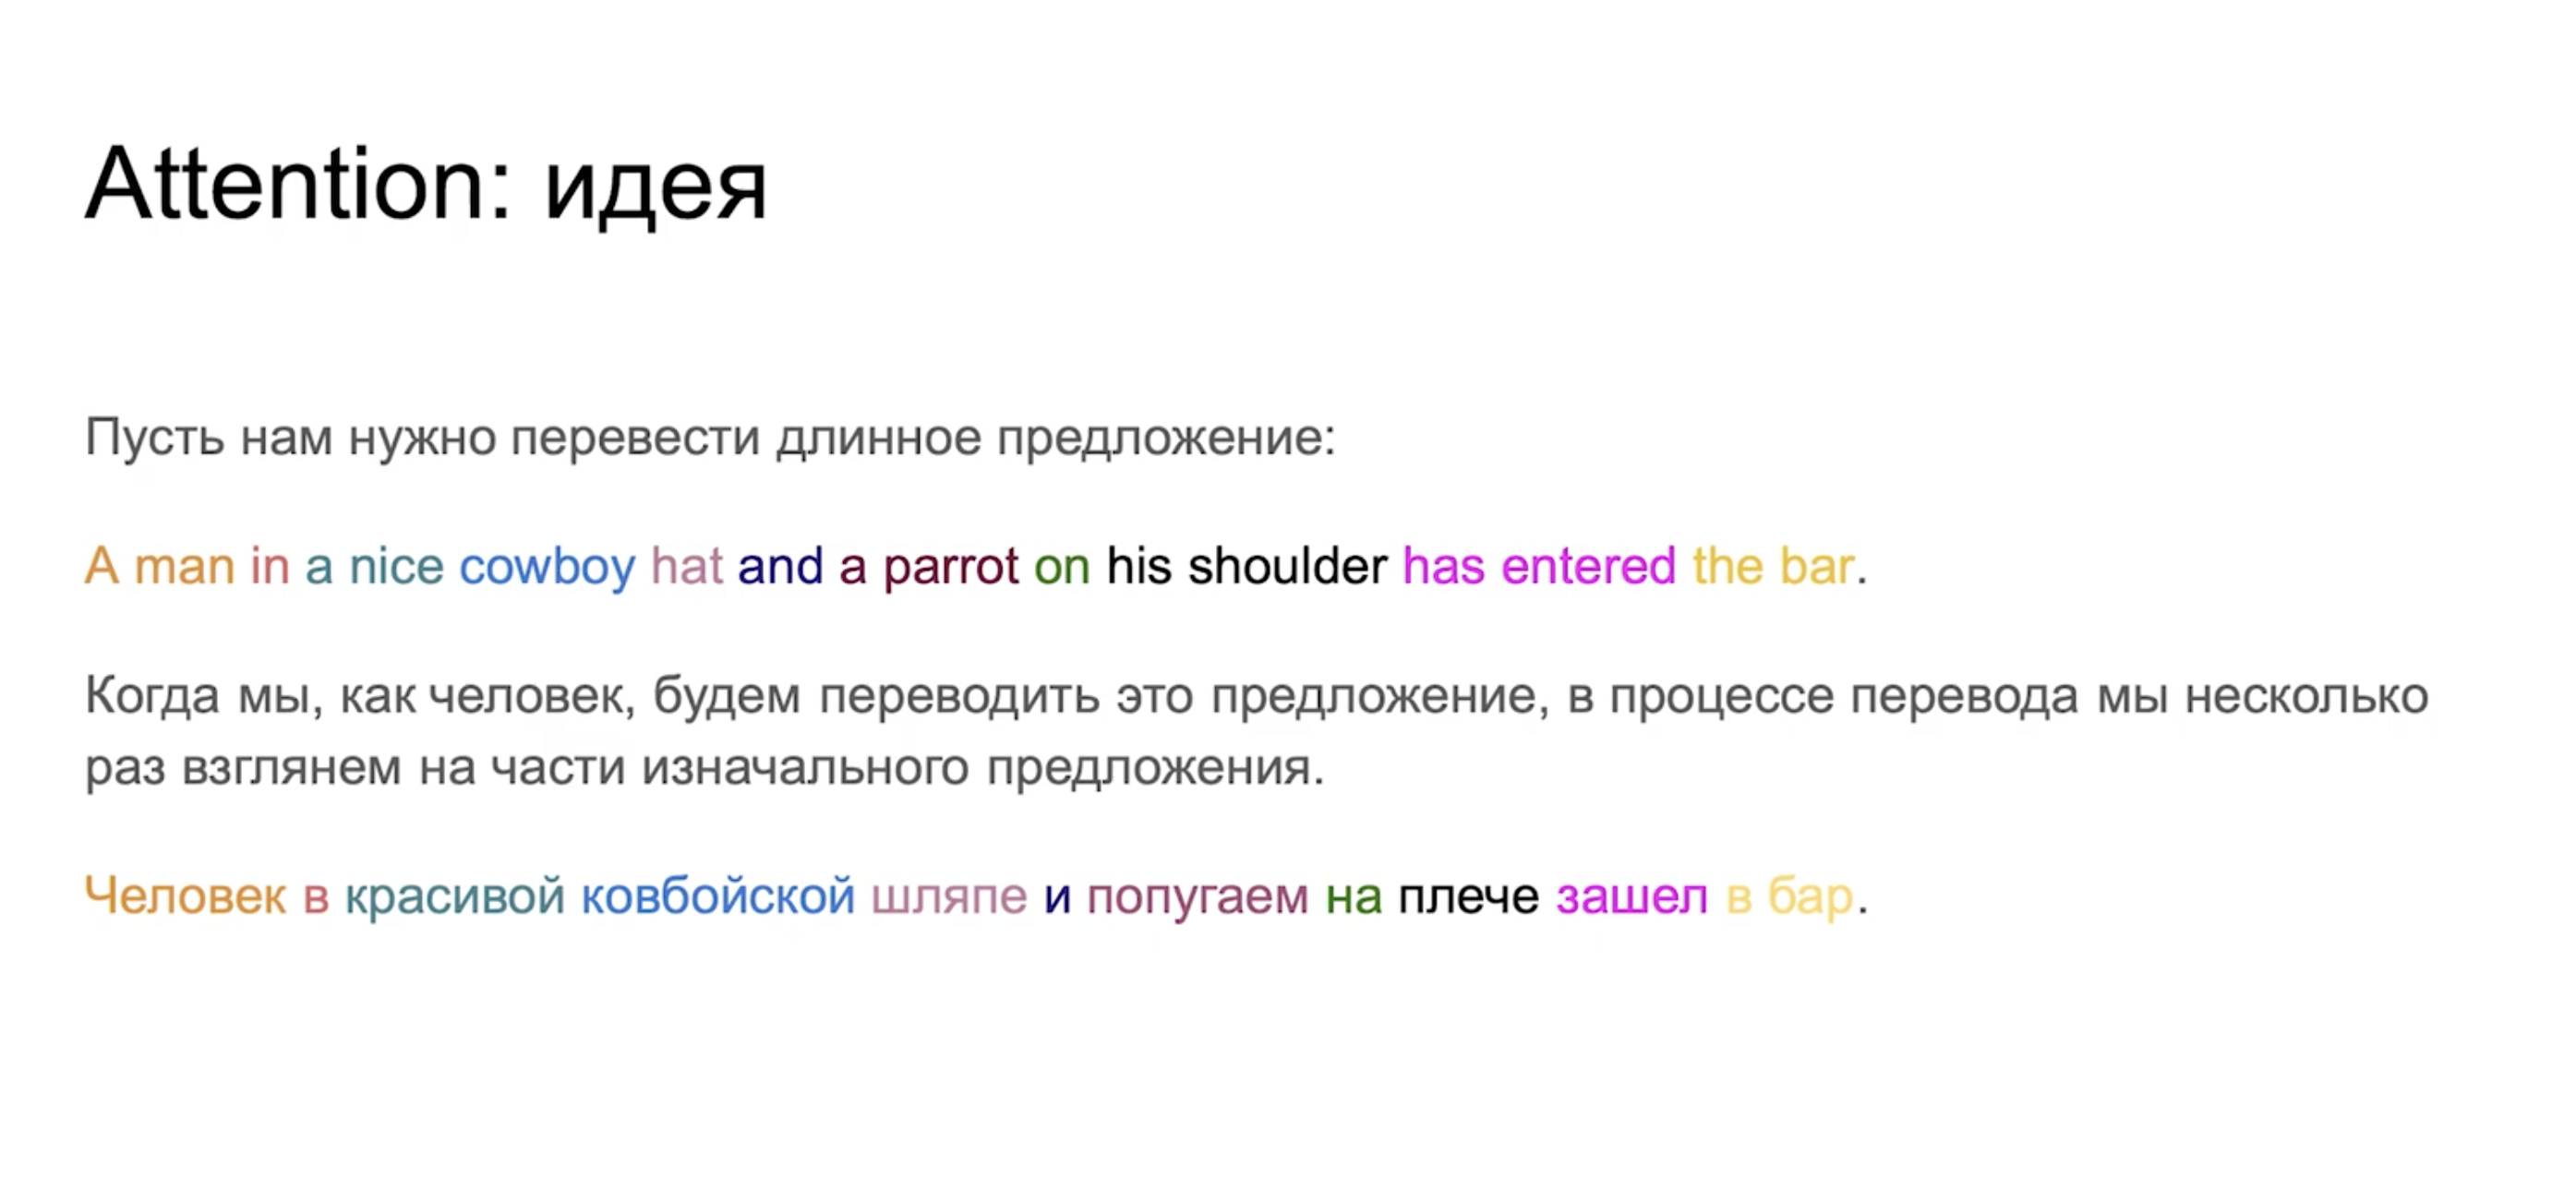 Attention: идея
Пусть нам нужно перевести длинное предложение:
A man in a nice cowboy hat and a parrot on his shoulder has entered the bar.
Когда мы, как человек, будем переводить это предложение, в процессе перевода мы несколько
раз взглянем на части изначального предложения.
Человек в красивой ковбойской шляпе и попугаем на плече зашел в бар.